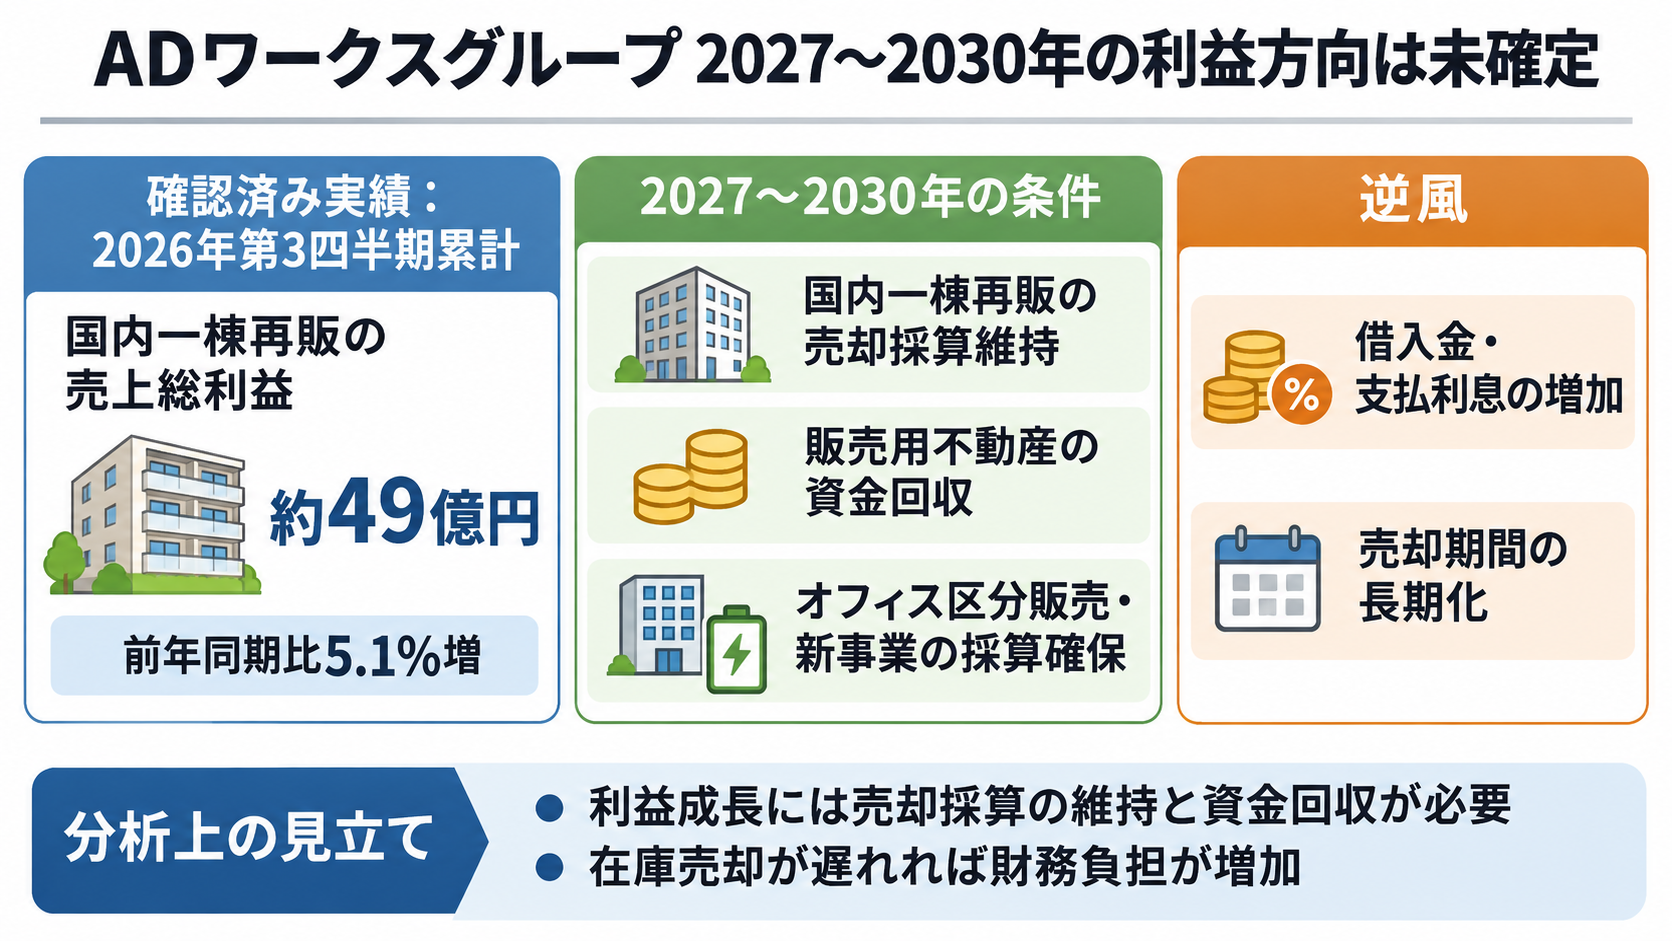 ADワークスグループ 2027〜2030年の利益方向は未確定
確認済み実績：
2026年第3四半期累計
国内一棟再販の
売上総利益
約49億円
前年同期比5.1%増
2027〜2030年の条件
国内一棟再販の
売却採算維持
販売用不動産の
資金回収
オフィス区分販売・
新事業の採算確保
逆風
%
借入金・
支払利息の増加
売却期間の
長期化
分析上の見立て
● 利益成長には売却採算の維持と資金回収が必要
● 在庫売却が遅れれば財務負担が増加